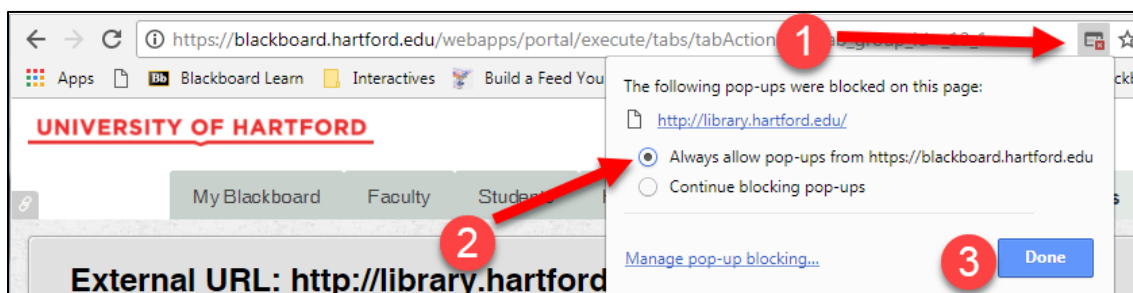 https://blackboard.hartford.edu/webapps/portal/execute/tabs/tabAction
1
Apps Blackboard Learn Interactives Build a Feed You
The following pop-ups were blocked on this page:
http://library.hartford.edu/
UNIVERSITY OF HARTFORD
Always allow pop-ups from https://blackboard.hartford.edu
Continue blocking pop-ups
My Blackboard Faculty Students
2
Manage pop-up blocking...
3
Done
External URL: http://library.hartford